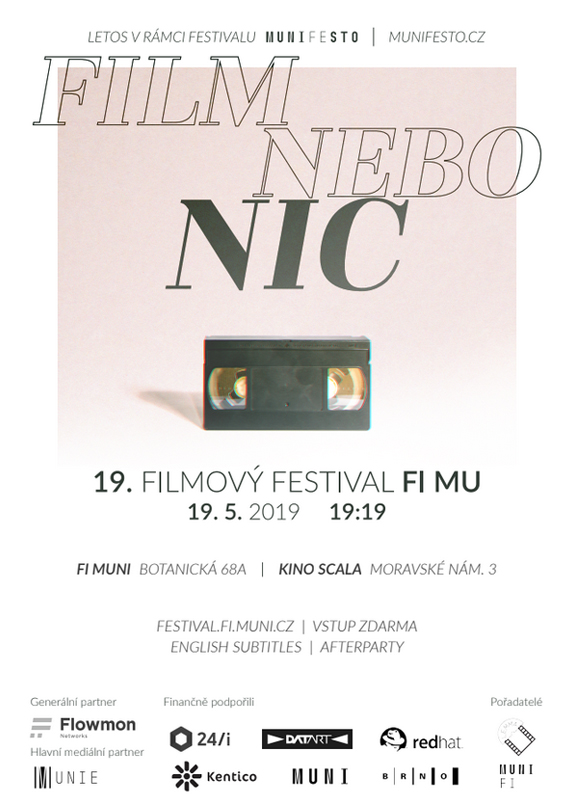 LETOS V RÁMCI FESTIVALU MUNIFESTO | MUNIFESTO.CZ
FILM
NEBO
NIC
19. FILMOVÝ FESTIVAL FI MU
19. 5. 2019 19:19
FI MUNI BOTANICKÁ 68A | KINO SCALA MORAVSKÉ NÁM. 3
FESTIVAL.FI.MUNI.CZ | VSTUP ZDARMA
ENGLISH SUBTITLES | AFTERPARTY
Generální partner
Flowmon
Networks
Hlavní mediální partner
MUNIE
Finančně podpořili
24/i
DATART
redhat.
Kentico
MUNI
BRNO
Pořadatelé
MUNI
FI